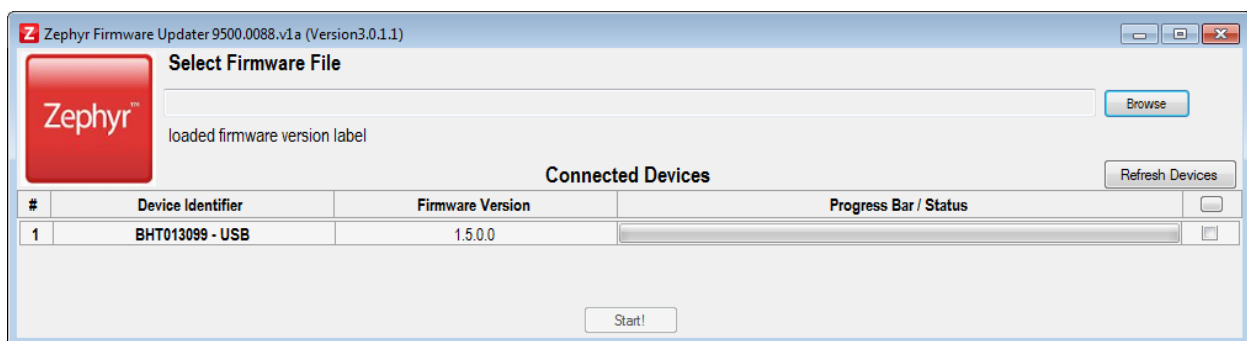 Z Zephyr Firmware Updater 9500.0088.v1a (Version3.0.1.1)
Zephyr™
Select Firmware File
Browse
loaded firmware version label
Connected Devices
Refresh Devices
# Device Identifier Firmware Version Progress Bar / Status
1 BHT013099 - USB 1.5.0.0
Start!